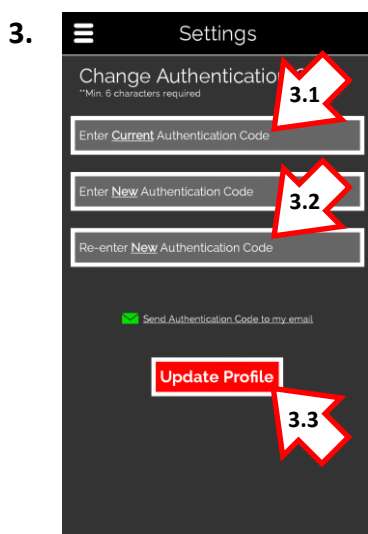 3.
Settings
Change Authentication
**Min. 6 characters required
3.1
Enter Current Authentication Code
Enter New Authentication Code
3.2
Re-enter New Authentication Code
Send Authentication Code to my email
Update Profile
3.3